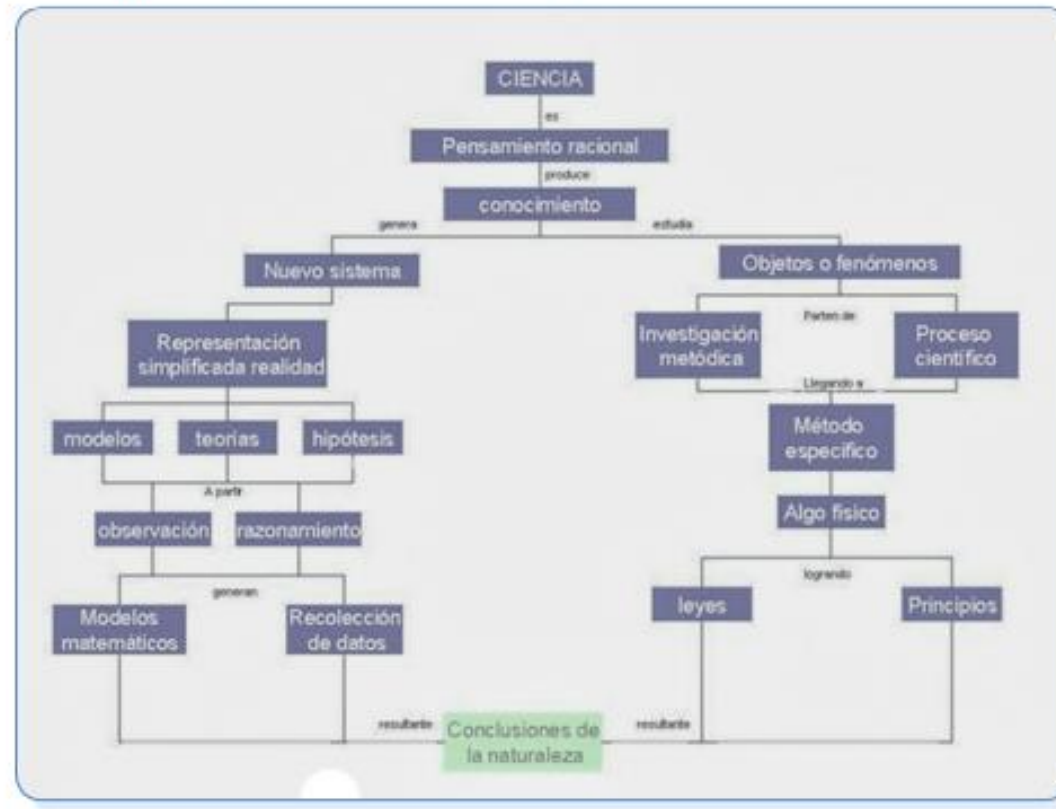 CIENCIA
es
Pensamiento racional
produce
conocimiento
genera
estudia
Nuevo sistema
Objetos o fenómenos
Representación
simplificada realidad
Parten de
Investigación
metódica
Proceso
científico
Llegando a
modelos
teorías
hipótesis
Método
específico
A partir
observación
razonamiento
Algo físico
generan
logrando
Modelos
matemáticos
Recolección
de datos
leyes
Principios
resultante
Conclusiones de
la naturaleza
resultante